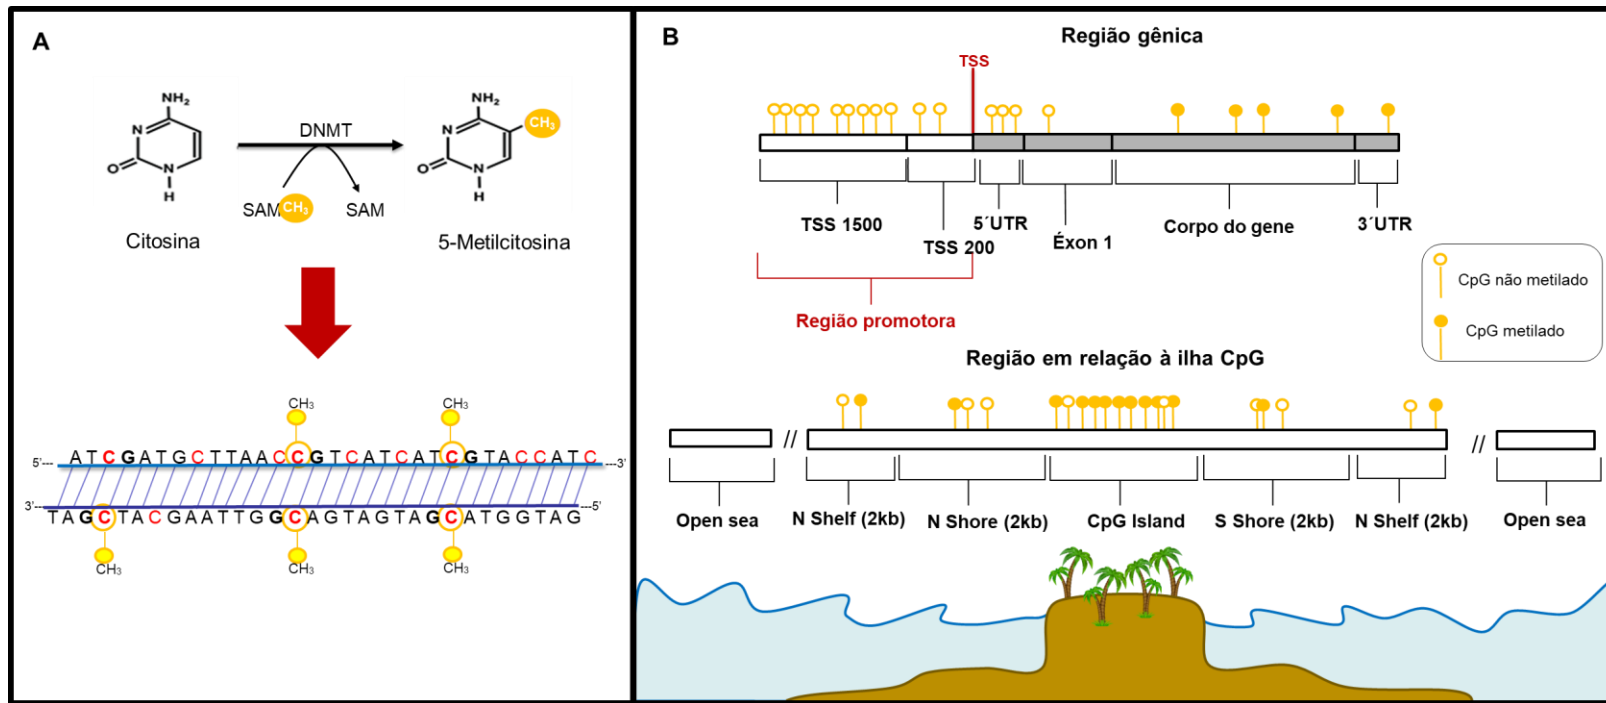 A
NH₂
N
O
N
H
Citosina
DNMT
SAM CH₃
SAM
NH₂
CH₃
N
O
N
H
5-Metilcitosina
CH₃
CH₃
5'--- ATCGATGCTTAACCCGTCATCATCGTACCATC ---3'
3'--- TAGCTACGAATTGGCAGTAGTAGCATGGTAG ---5'
CH₃
CH₃
CH₃
B
Região gênica
TSS
TSS 1500
TSS 200
5´UTR
Éxon 1
Corpo do gene
3´UTR
Região promotora
CpG não metilado
CpG metilado
Região em relação à ilha CpG
//
//
Open sea
N Shelf (2kb)
N Shore (2kb)
CpG Island
S Shore (2kb)
N Shelf (2kb)
Open sea